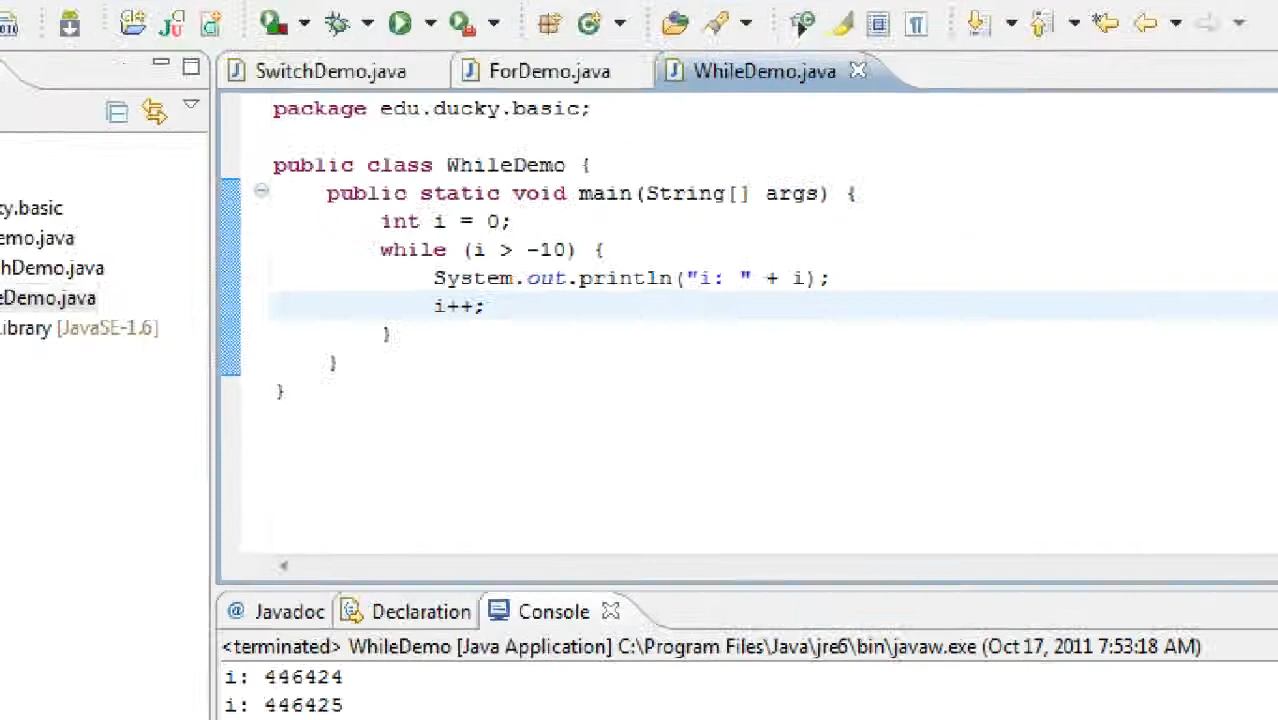 SwitchDemo.java ForDemo.java WhileDemo.java
package edu.ducky.basic;
public class WhileDemo {
public static void main(String[] args) {
int i = 0;
while (i > -10) {
System.out.println("i: " + i);
i++;
}
}
}
y.basic
emo.java
hDemo.java
eDemo.java
ibrary [JavaSE-1.6]
@ Javadoc Declaration Console
<terminated> WhileDemo [Java Application] C:\Program Files\Java\jre6\bin\javaw.exe (Oct 17, 2011 7:53:18 AM)
i: 446424
i: 446425